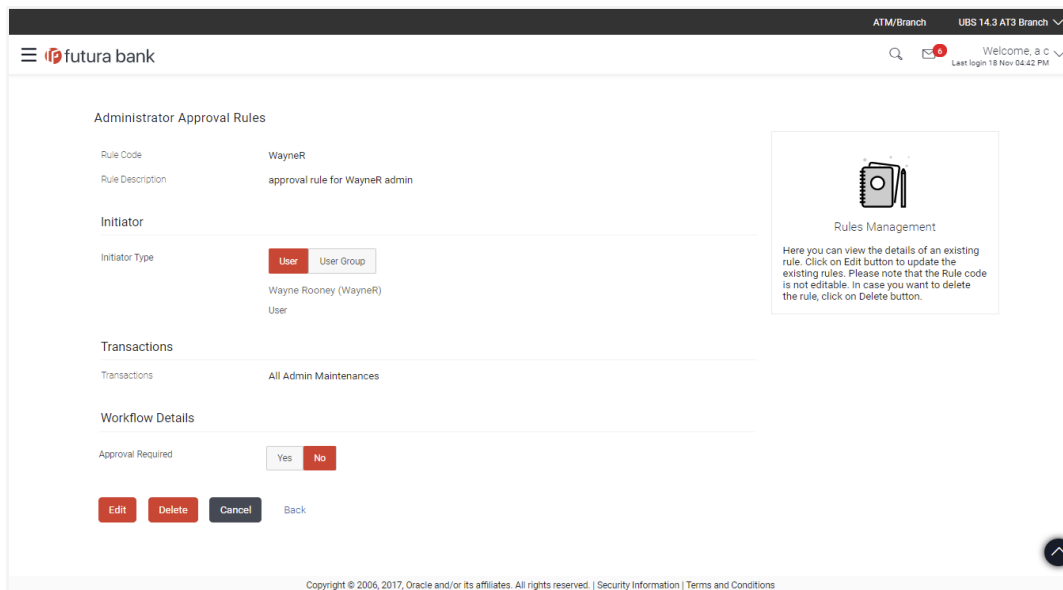 ATM/Branch UBS 14.3 AT3 Branch
futura bank
6
Welcome, a c
Last login 18 Nov 04:42 PM
Administrator Approval Rules
Rule Code WayneR
Rule Description approval rule for WayneR admin
Initiator
Initiator Type User User Group
Wayne Rooney (WayneR)
User
Transactions
Transactions All Admin Maintenances
Workflow Details
Approval Required Yes No
Edit Delete Cancel Back
Rules Management
Here you can view the details of an existing
rule. Click on Edit button to update the
existing rules. Please note that the Rule code
is not editable. In case you want to delete
the rule, click on Delete button.
Copyright © 2006, 2017, Oracle and/or its affiliates. All rights reserved. | Security Information | Terms and Conditions